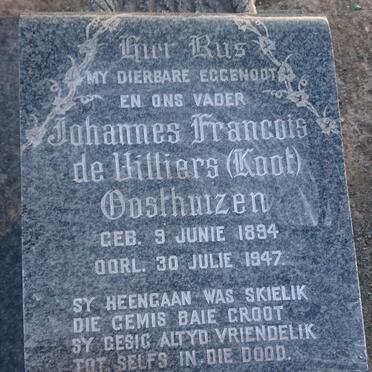 Hier Rus
MY DIERBARE EGGENOOT
EN ONS VADER
Johannes Francois
de Villiers (Koot)
Oosthuizen
GEB. 9 JUNIE 1894
OORL. 30 JULIE 1947.
SY HEENGAAN WAS SKIELIK
DIE GEMIS BAIE GROOT
SY GESIG ALTYD VRIENDELIK
TOT SELFS IN DIE DOOD.